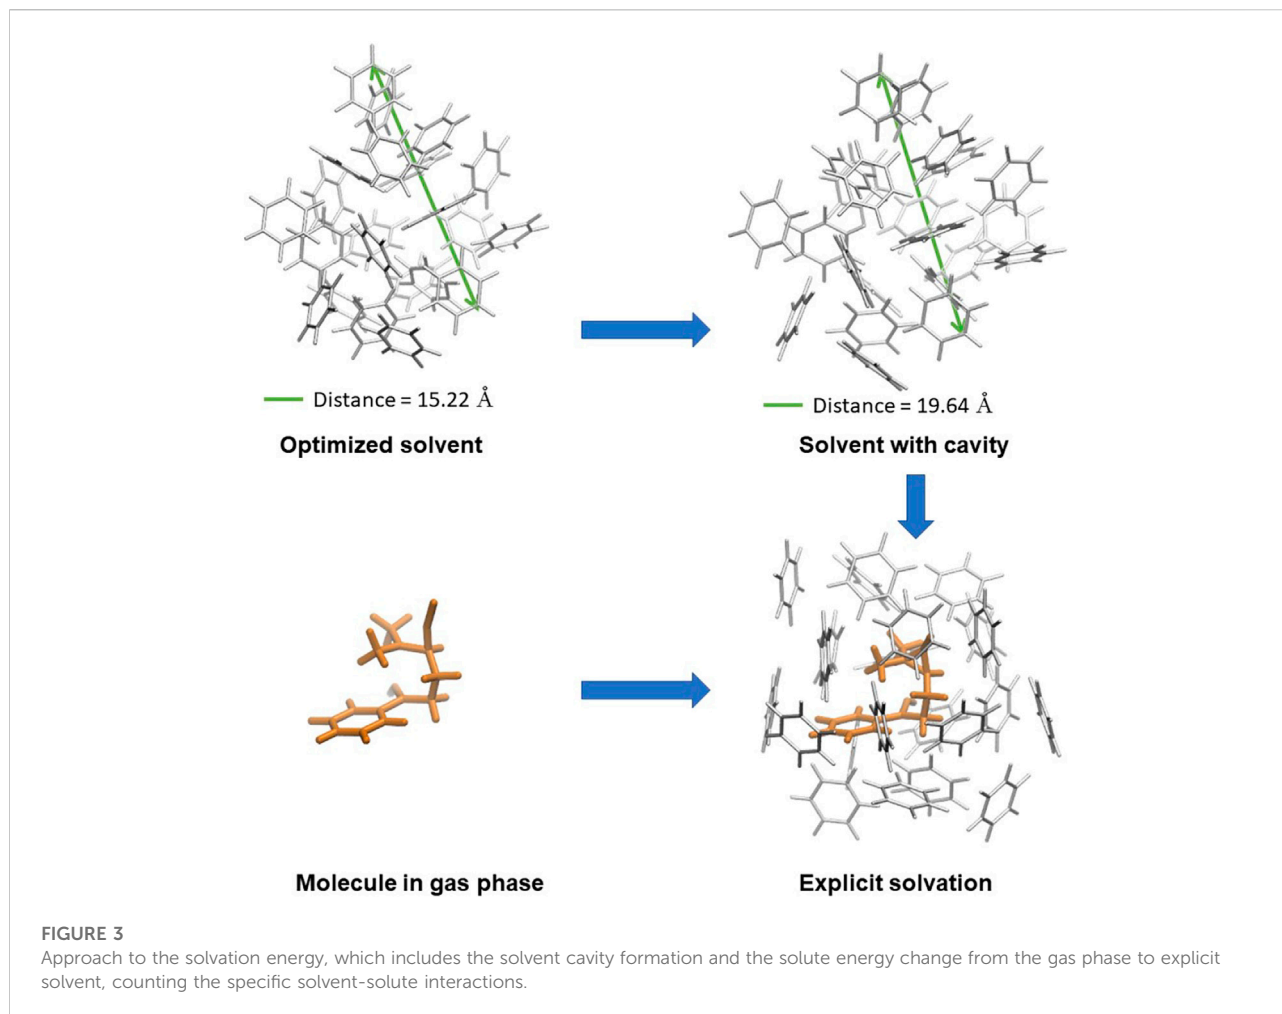 Distance = 15.22 Å
Distance = 19.64 Å
Optimized solvent
Solvent with cavity
Molecule in gas phase
Explicit solvation
FIGURE 3
Approach to the solvation energy, which includes the solvent cavity formation and the solute energy change from the gas phase to explicit
solvent, counting the specific solvent-solute interactions.